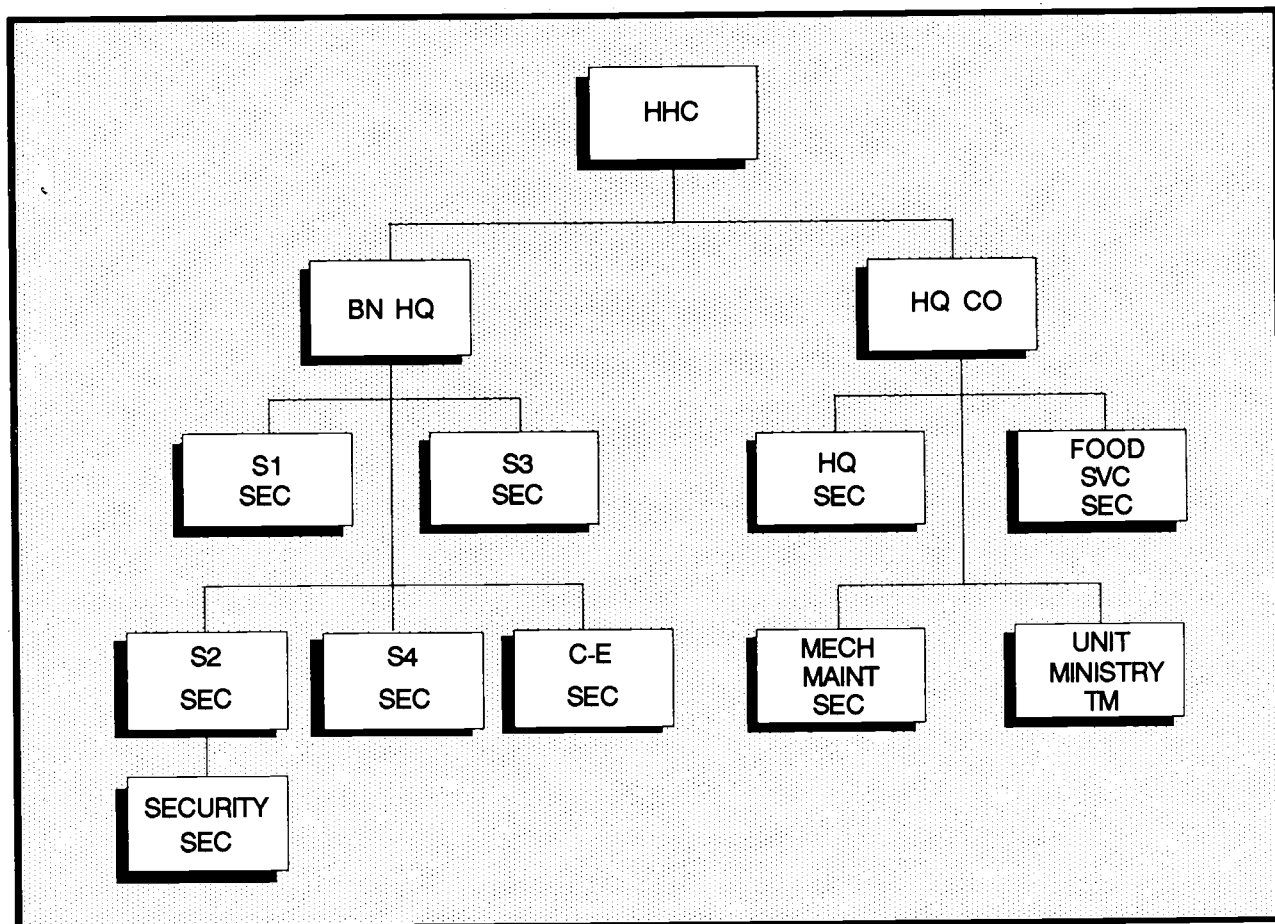 HHC
BN HQ
HQ CO
S1
SEC
S3
SEC
HQ
SEC
FOOD
SVC
SEC
S2
SEC
S4
SEC
C-E
SEC
MECH
MAINT
SEC
UNIT
MINISTRY
TM
SECURITY
SEC